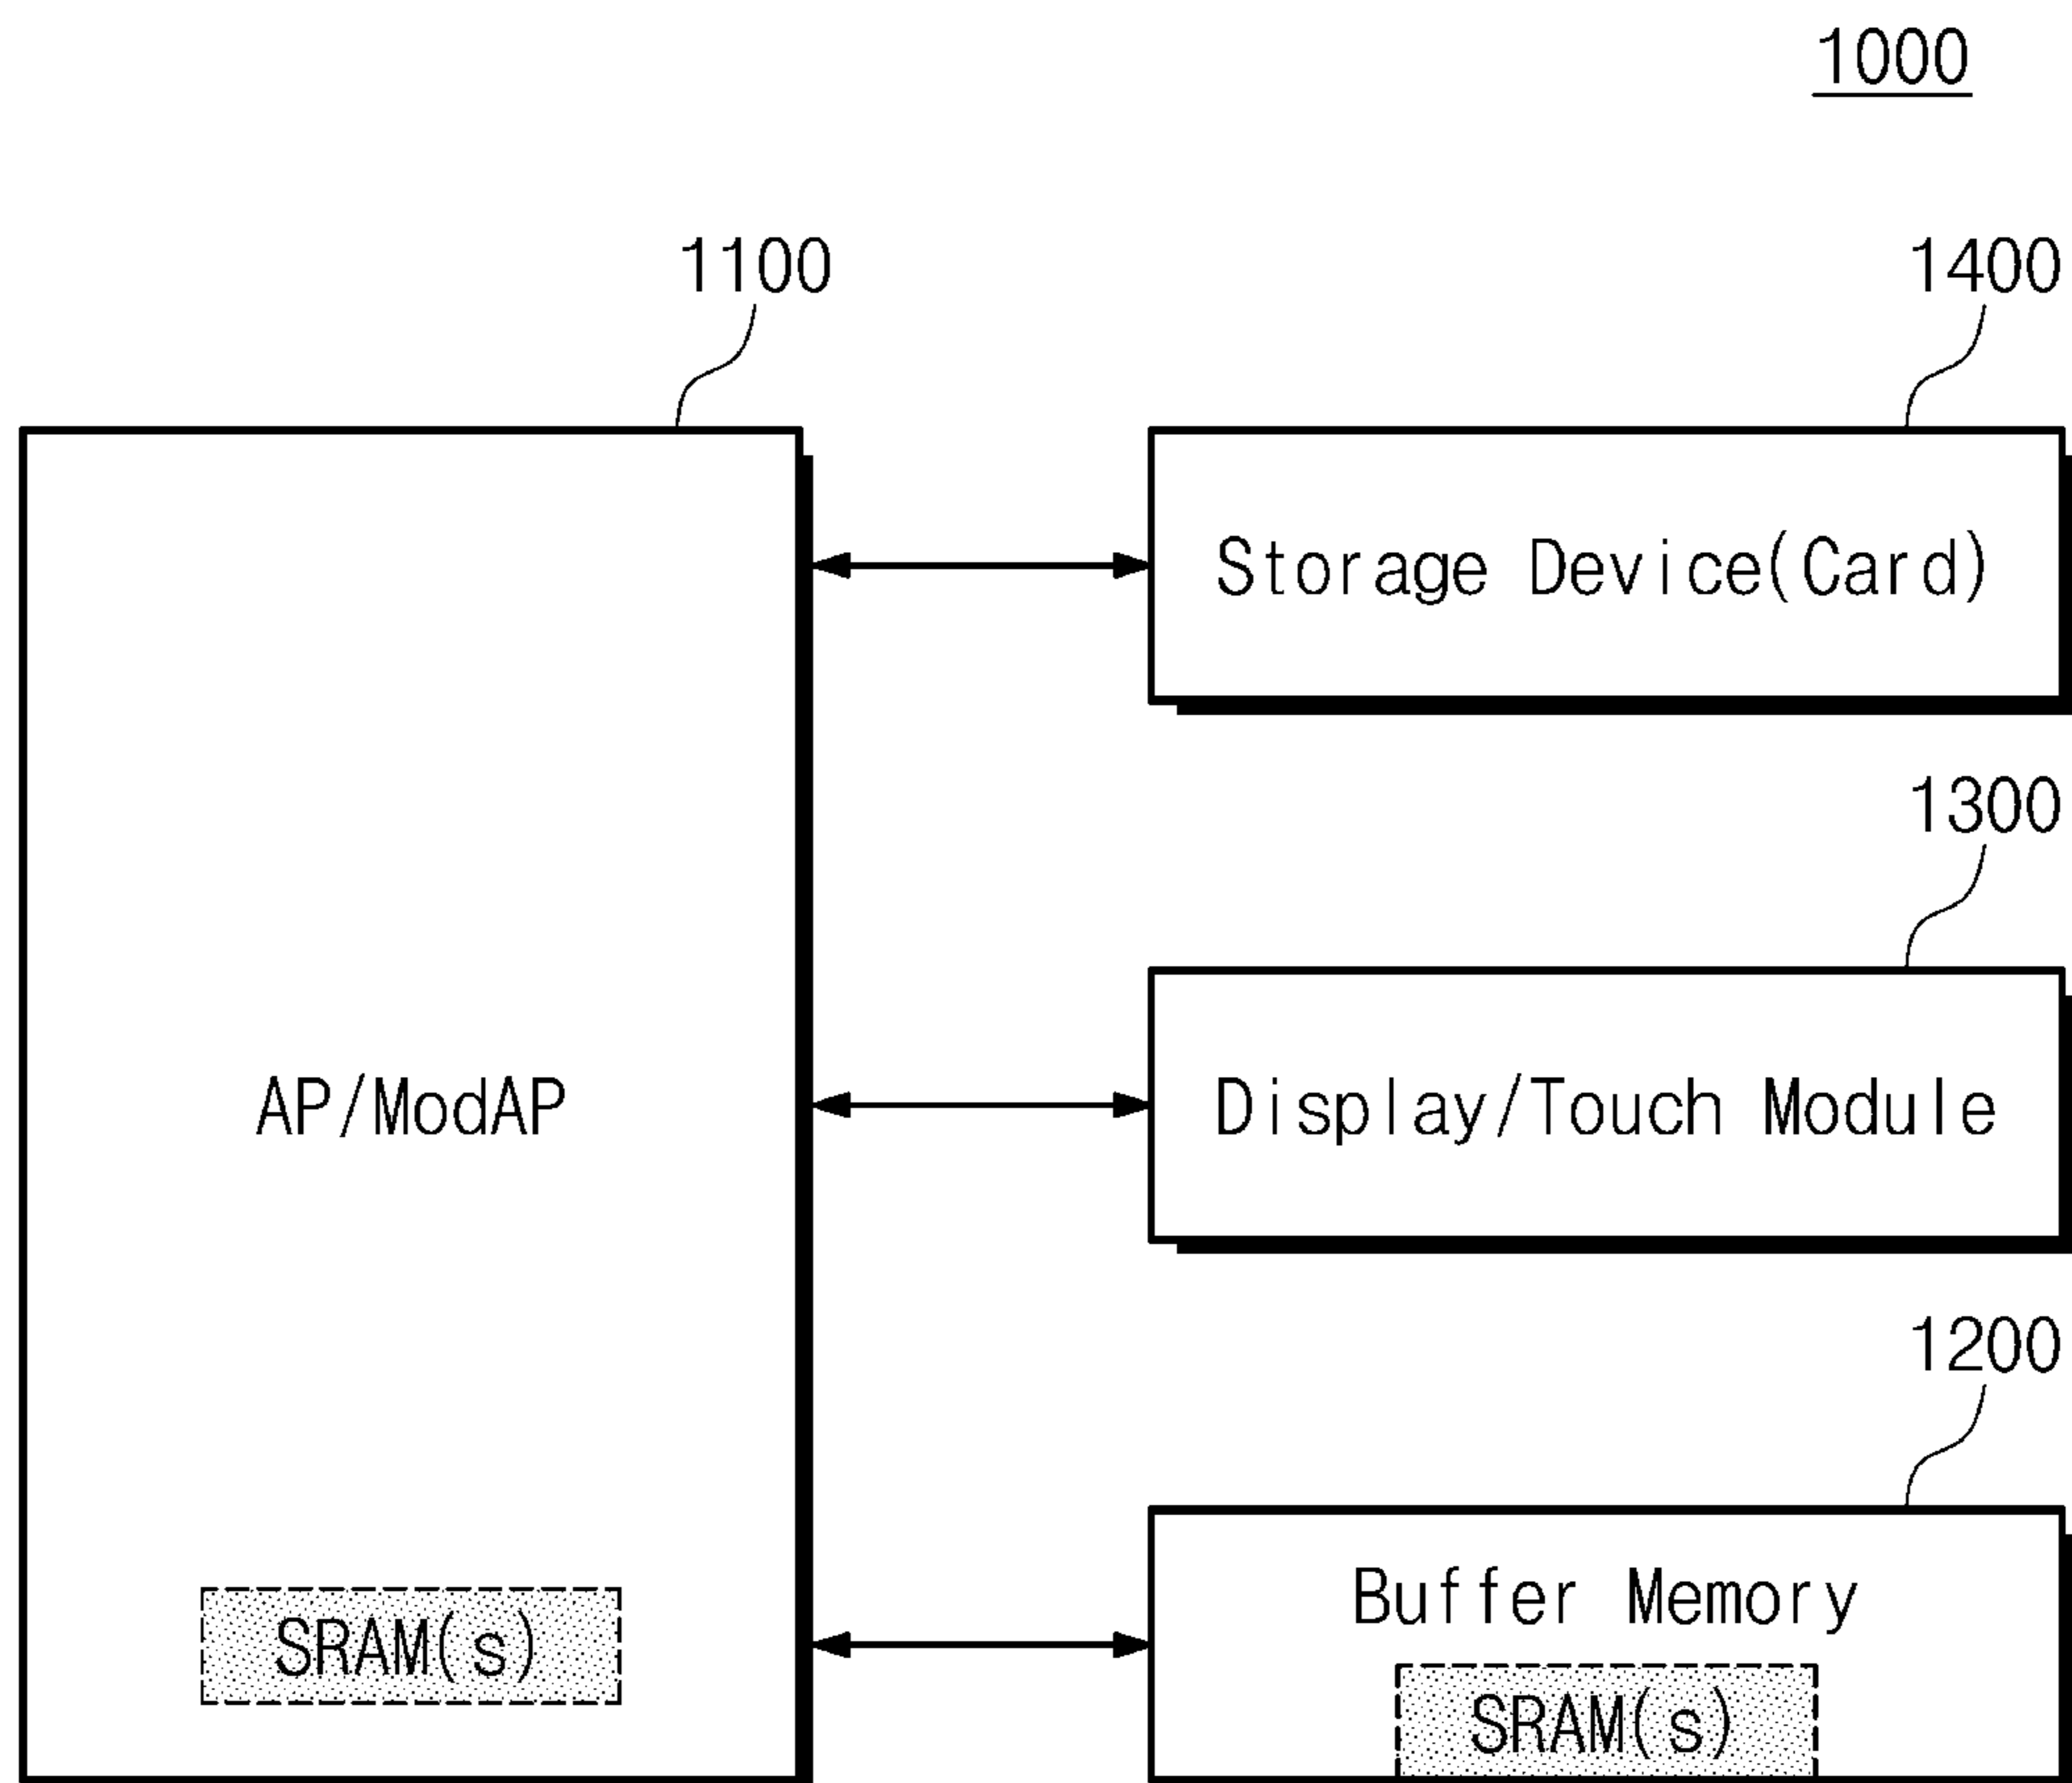 1000
1100
1400
Storage Device(Card)
1300
AP/ModAP
Display/Touch Module
1200
Buffer Memory
SRAM(s)
SRAM(s)